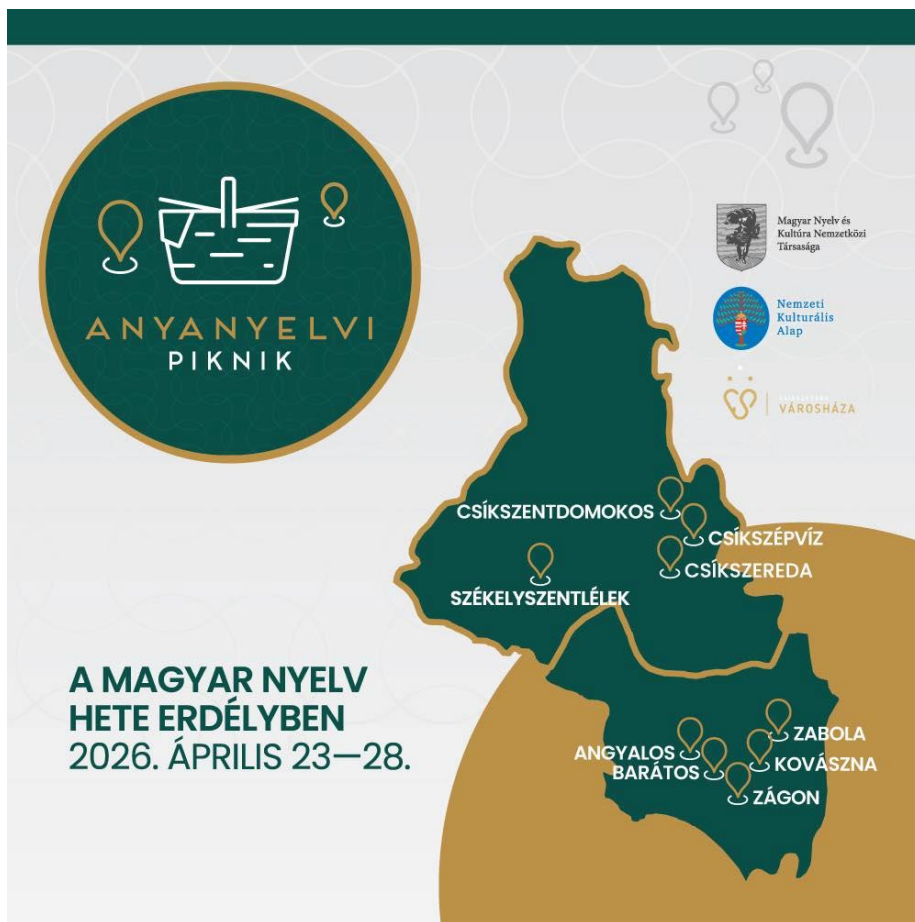 ANYANYELVI
PIKNIK
Magyar Nyelv és
Kultúra Nemzetközi
Társasága
Nemzeti
Kulturális
Alap
VÁROSHÁZA
CSÍKSZENTDOMOKOS
CSÍKSZÉPVÍZ
CSÍKSZEREDA
SZÉKELYSZENTLÉLEK
A MAGYAR NYELV
HETE ERDÉLYBEN
2026. ÁPRILIS 23—28.
ZABOLA
ANGYALOS
KOVÁSZNA
BARÁTOS
ZÁGON